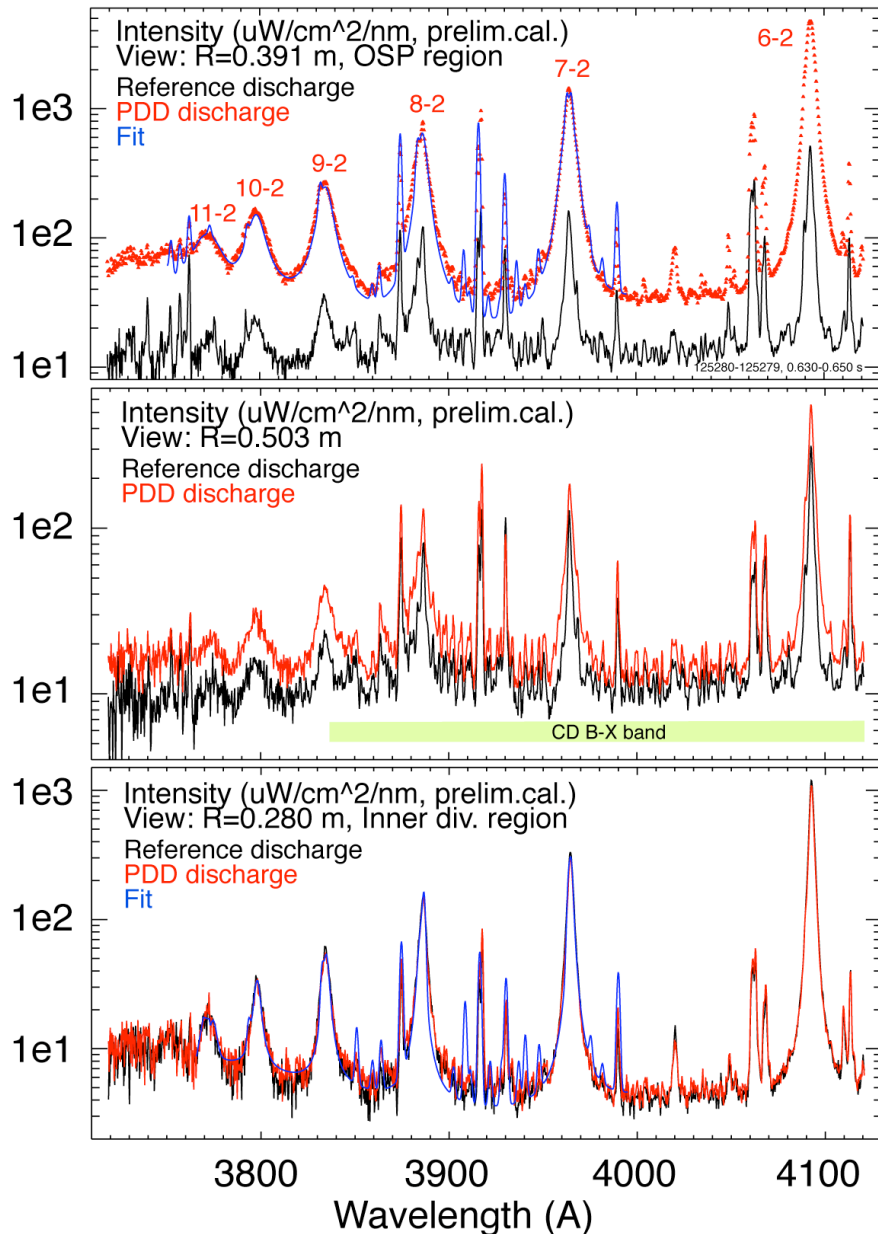 Intensity (uW/cm^2/nm, prelim.cal.)
View: R=0.391 m, OSP region
Reference discharge
PDD discharge
Fit
11-2
10-2
9-2
8-2
7-2
6-2
1e3
1e2
1e1
125280-125279, 0.630-0.650 s
Intensity (uW/cm^2/nm, prelim.cal.)
View: R=0.503 m
Reference discharge
PDD discharge
1e2
1e1
CD B-X band
Intensity (uW/cm^2/nm, prelim.cal.)
View: R=0.280 m, Inner div. region
Reference discharge
PDD discharge
Fit
1e3
1e2
1e1
3800 3900 4000 4100
Wavelength (A)